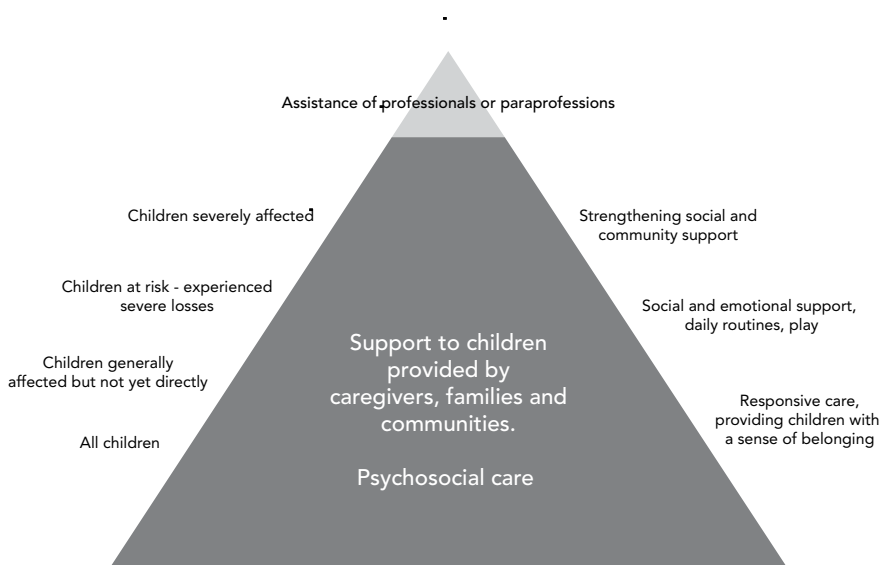 Assistance of professionals or paraprofessions
Children severely affected
Strengthening social and
community support
Children at risk - experienced
severe losses
Social and emotional support,
daily routines, play
Support to children
provided by
caregivers, families and
communities.
Children generally
affected but not yet directly
Responsive care,
providing children with
a sense of belonging
All children
Psychosocial care